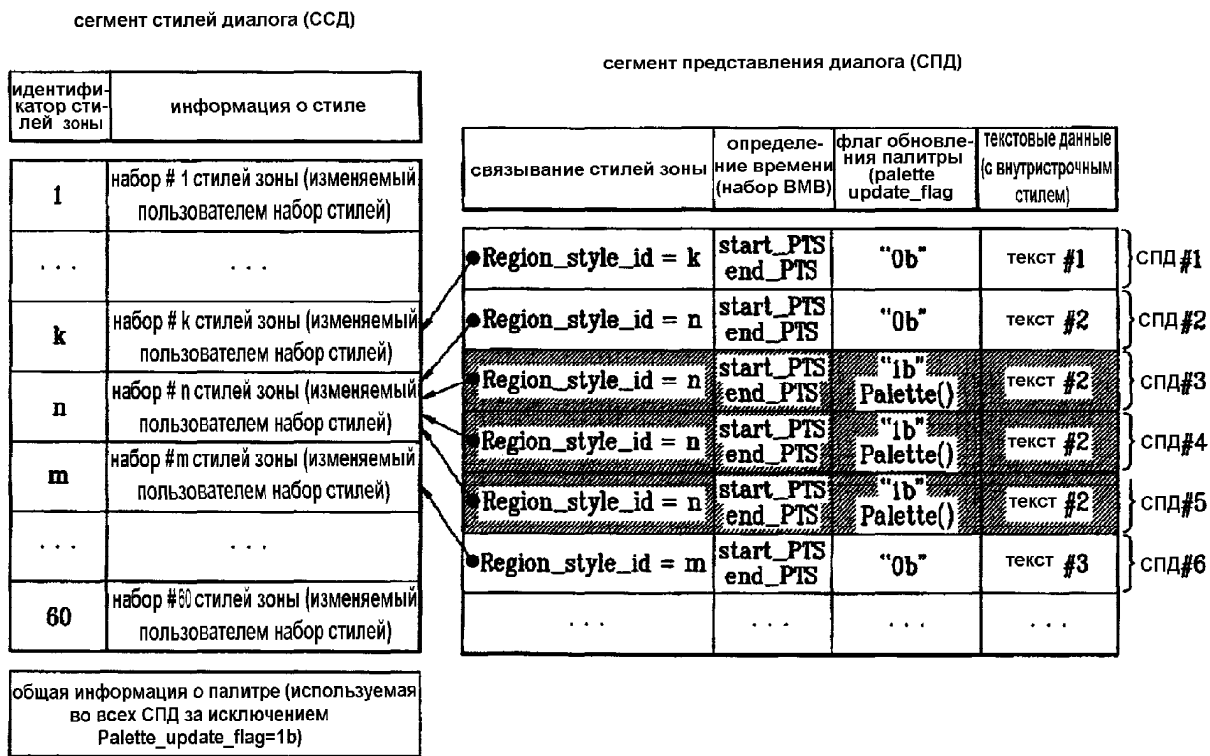 сегмент стилей диалога (ССД)
идентифи-
катор сти-
лей зоны
информация о стиле
1
набор # 1 стилей зоны (изменяемый
пользователем набор стилей)
. . .
. . .
k
набор # k стилей зоны (изменяемый
пользователем набор стилей)
n
набор # n стилей зоны (изменяемый
пользователем набор стилей)
m
набор #m стилей зоны (изменяемый
пользователем набор стилей)
. . .
. . .
60
набор #60 стилей зоны (изменяемый
пользователем набор стилей)
общая информация о палитре (используемая
во всех СПД за исключением
Palette_update_flag=1b)
сегмент представления диалога (СПД)
связывание стилей зоны
определе-
ние времени
(набор ВМВ)
флаг обновле-
ния палитры
(palette
update_flag
текстовые данные
(с внутристрочным
стилем)
Region_style_id = k
start_PTS
end_PTS
"0b"
текст #1
СПД #1
Region_style_id = n
start_PTS
end_PTS
"0b"
текст #2
СПД#2
Region_style_id = n
start_PTS
end_PTS
"1b"
Palette()
текст #2
СПД#3
Region_style_id = n
start_PTS
end_PTS
"1b"
Palette()
текст #2
СПД#4
Region_style_id = n
start_PTS
end_PTS
"1b"
Palette()
текст #2
СПД#5
Region_style_id = m
start_PTS
end_PTS
"0b"
текст #3
СПД#6
. . .
. . .
. . .
. . .